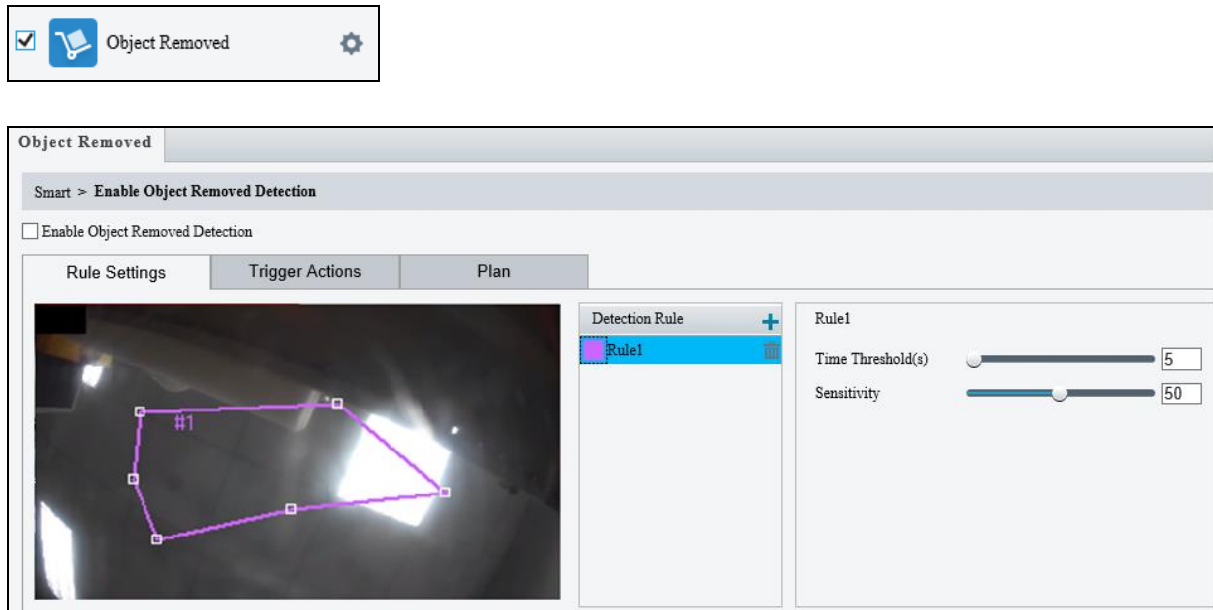 Object Removed
Object Removed
Smart > Enable Object Removed Detection
Enable Object Removed Detection
Rule Settings Trigger Actions Plan
#1
Detection Rule +
Rule1
Rule1
Time Threshold(s) 5
Sensitivity 50